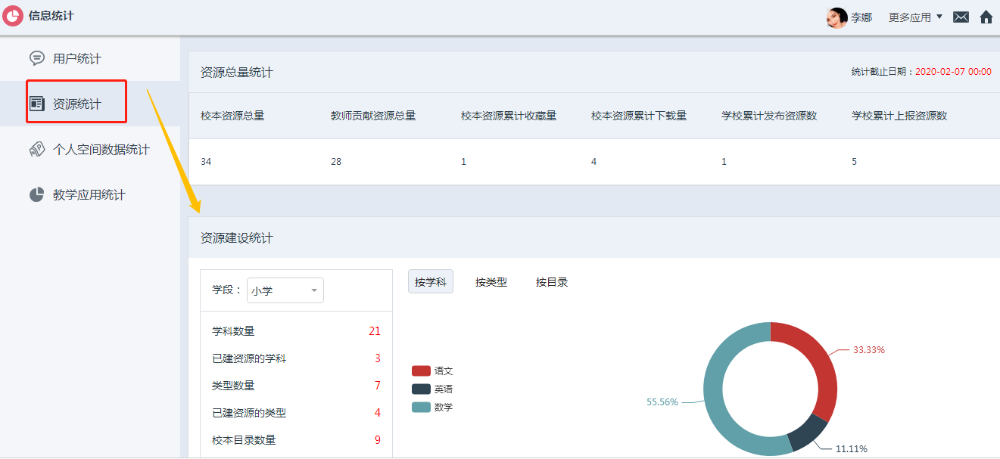 信息统计
李娜 更多应用
用户统计
资源统计
个人空间数据统计
教学应用统计
资源总量统计 统计截止日期：2020-02-07 00:00
校本资源总量 教师贡献资源总量 校本资源累计收藏量 校本资源累计下载量 学校累计发布资源数 学校累计上报资源数
34 28 1 4 1 5
资源建设统计
学段： 小学
按学科 按类型 按目录
学科数量 21
已建资源的学科 3
类型数量 7
已建资源的类型 4
校本目录数量 9
语文
英语
数学
33.33%
55.56%
11.11%